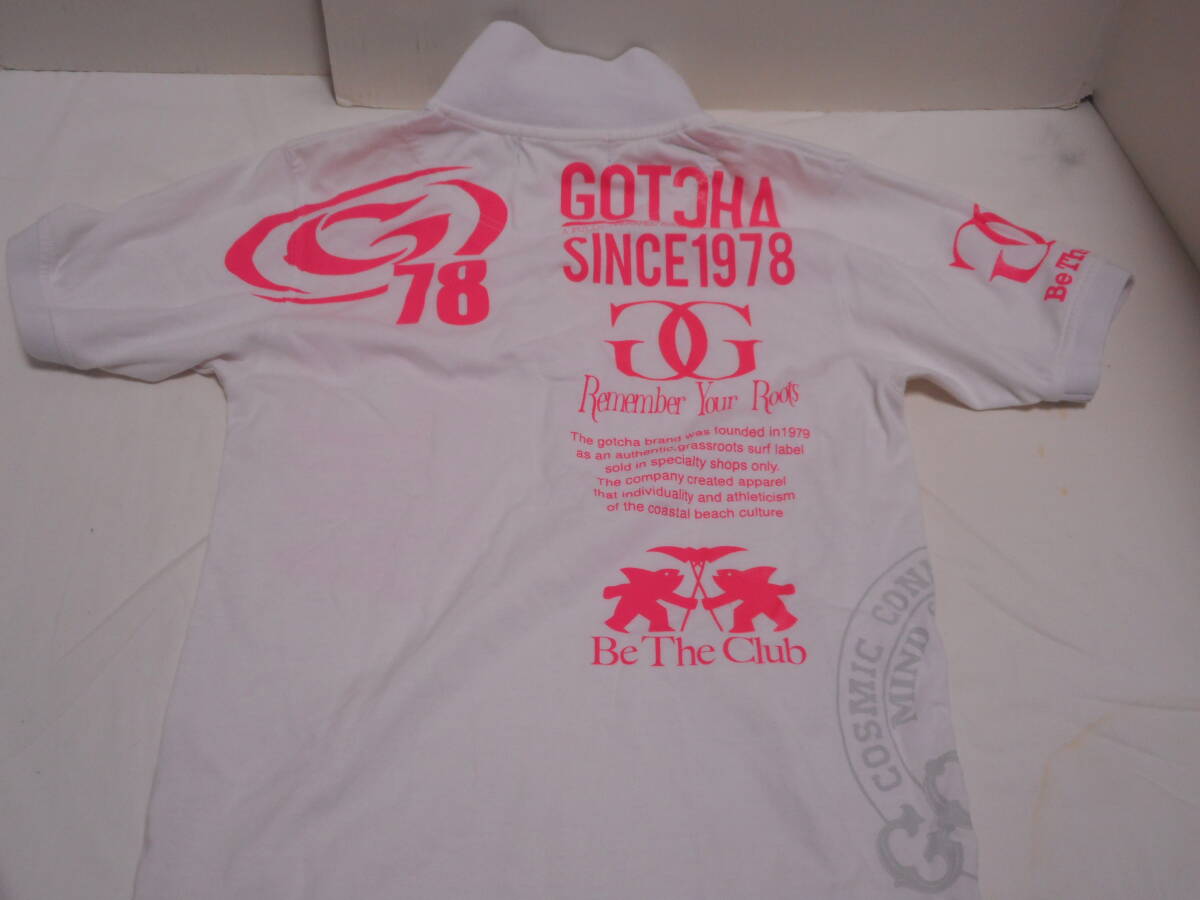 G
78
GOTCHA
SINCE1978
GG
Remember Your Roots
The gotcha brand was founded in1979
as an authentic,grassroots surf label
sold in specialty shops only.
The company created apparel
that individuality and athleticism
of the coastal beach culture
Be The Club
Be Th
COSMIC CON
MIND